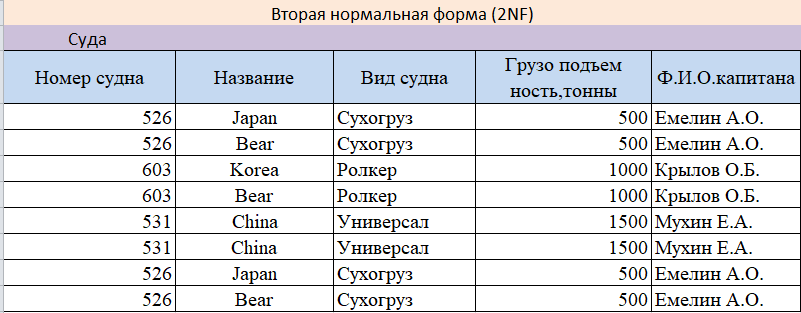 Вторая нормальная форма (2NF)
Суда
Номер судна Название Вид судна Грузо подъем ность,тонны Ф.И.О.капитана
526 Japan Сухогруз 500 Емелин А.О.
526 Bear Сухогруз 500 Емелин А.О.
603 Korea Ролкер 1000 Крылов О.Б.
603 Bear Ролкер 1000 Крылов О.Б.
531 China Универсал 1500 Мухин Е.А.
531 China Универсал 1500 Мухин Е.А.
526 Japan Сухогруз 500 Емелин А.О.
526 Bear Сухогруз 500 Емелин А.О.